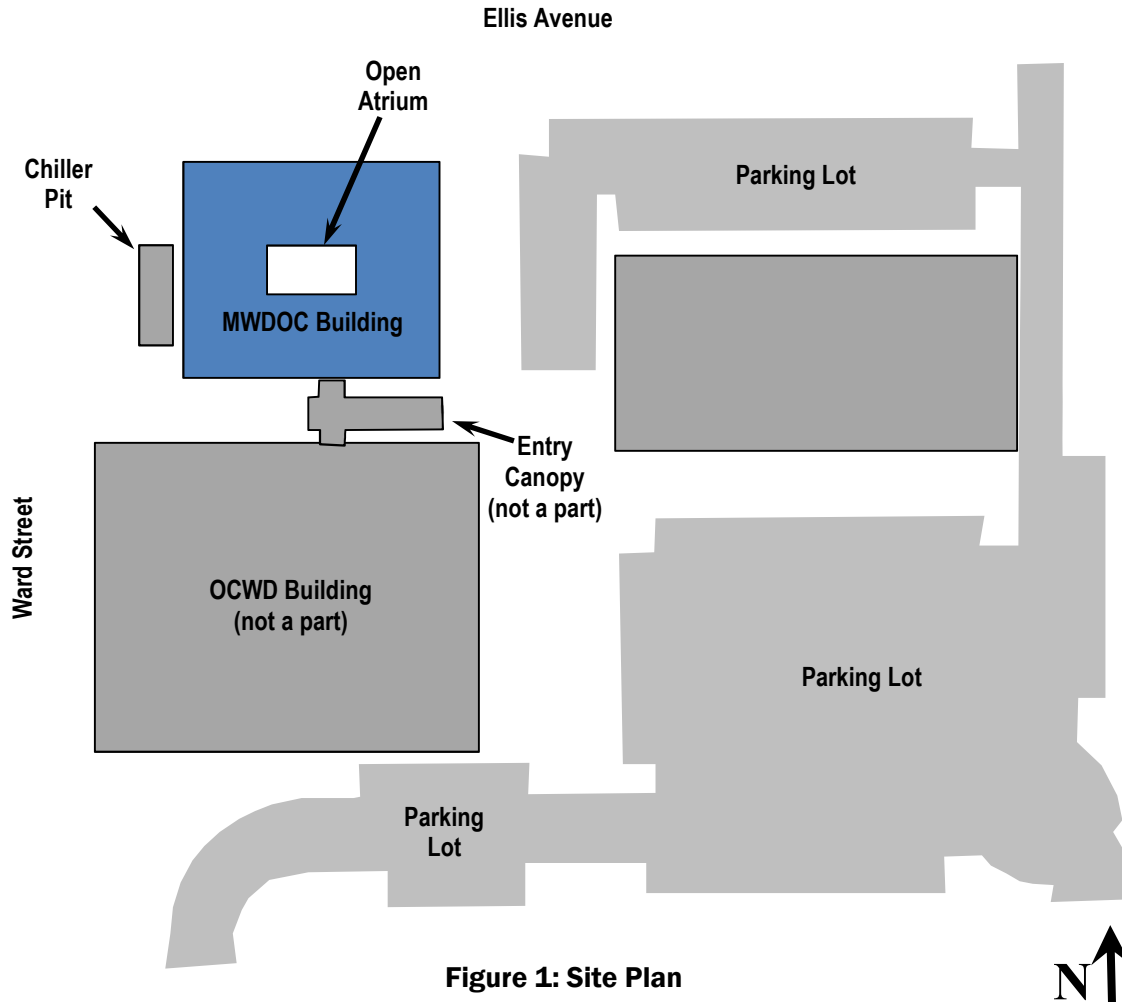 Ellis Avenue
Open
Atrium
Chiller
Pit
Parking Lot
MWDOC Building
Entry
Canopy
(not a part)
Ward Street
OCWD Building
(not a part)
Parking Lot
Parking
Lot
Figure 1: Site Plan
N